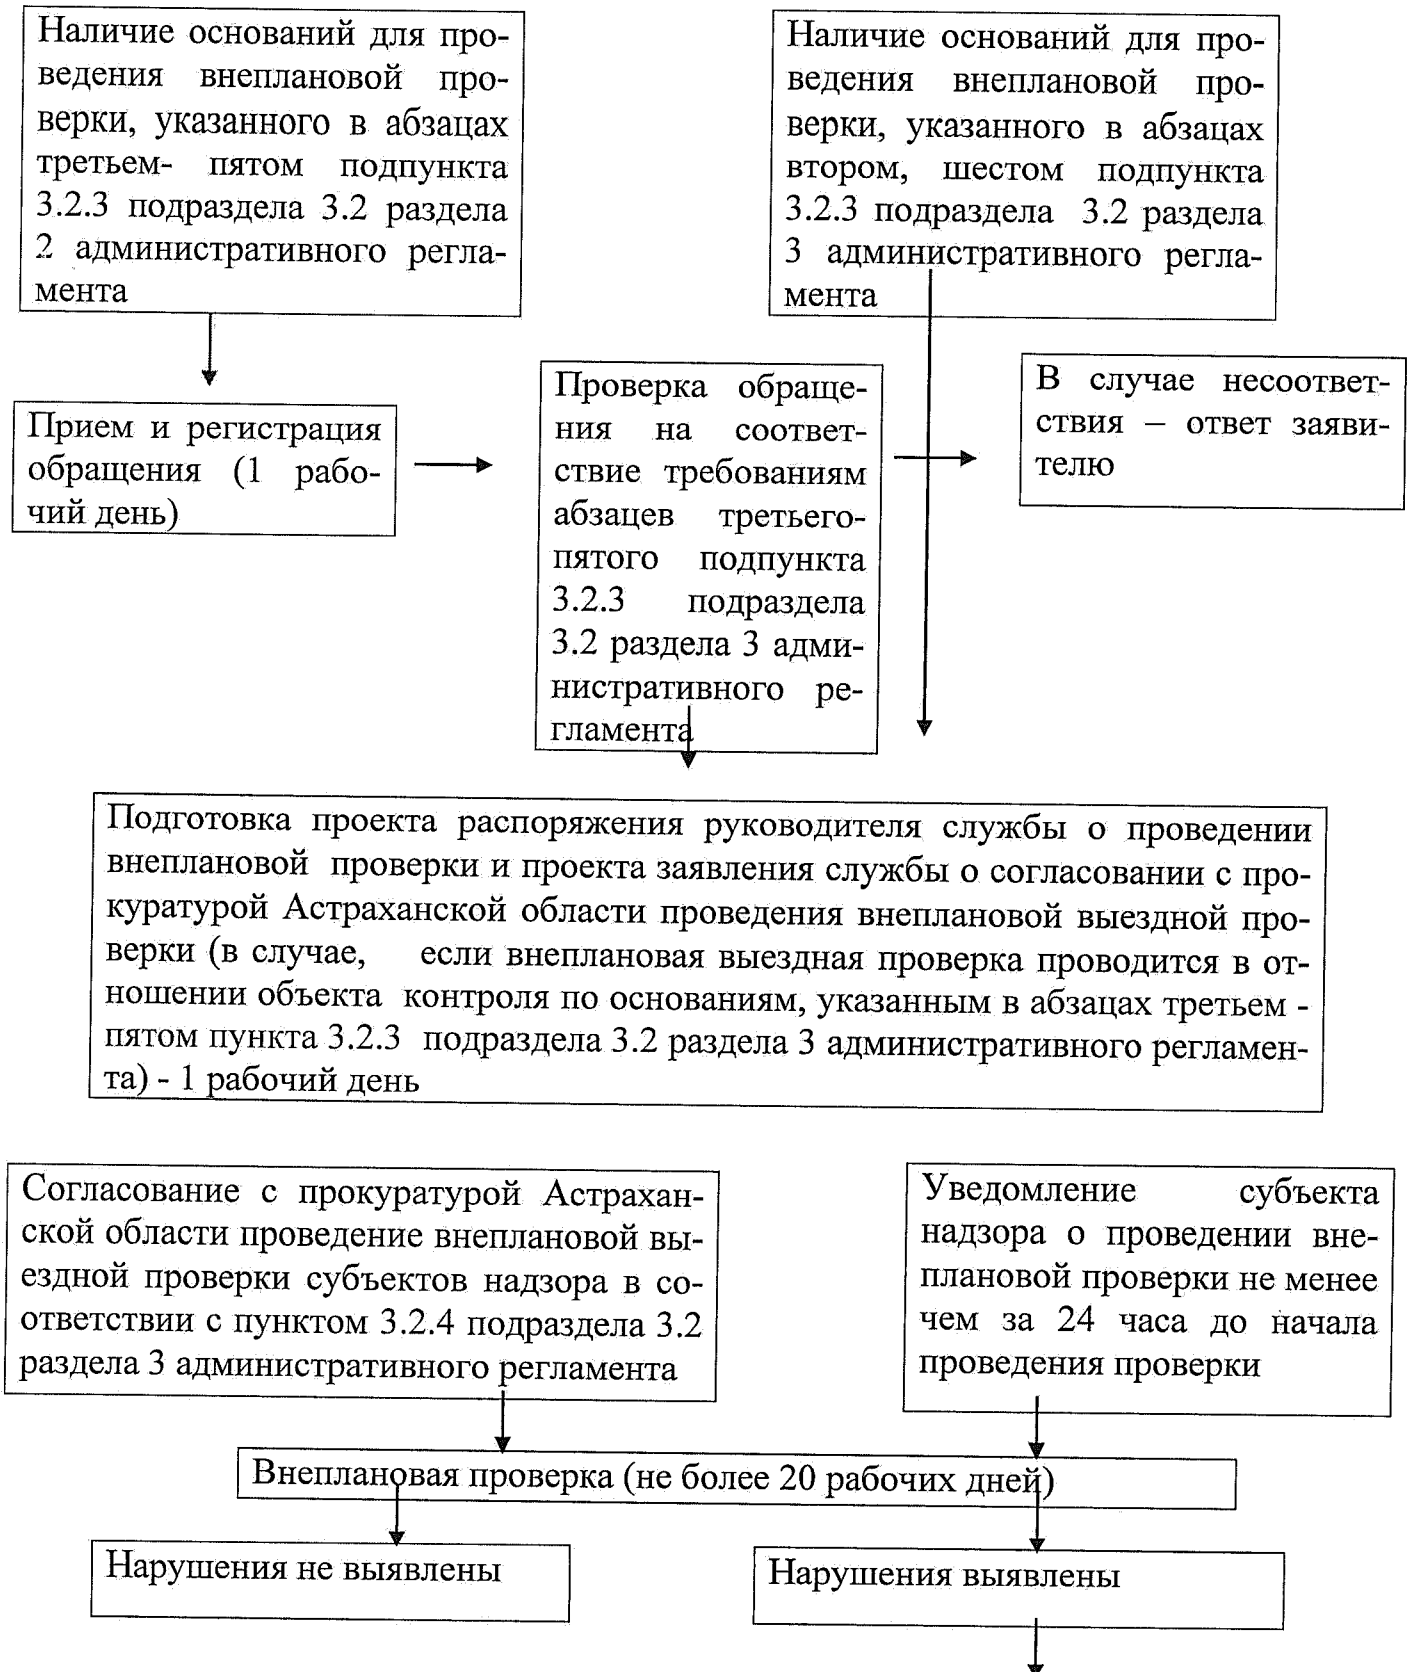 Наличие оснований для про-
ведения внеплановой про-
верки, указанного в абзацах
третьем- пятом подпункта
3.2.3 подраздела 3.2 раздела
2 административного регла-
мента
Наличие оснований для про-
ведения внеплановой про-
верки, указанного в абзацах
втором, шестом подпункта
3.2.3 подраздела 3.2 раздела
3 административного регла-
мента
Прием и регистрация
обращения (1 рабо-
чий день)
Проверка обраще-
ния на соответ-
ствие требованиям
абзацев третьего-
пятого подпункта
3.2.3 подраздела
3.2 раздела 3 адми-
нистративного ре-
гламента
В случае несоответ-
ствия – ответ заяви-
телю
Подготовка проекта распоряжения руководителя службы о проведении
внеплановой проверки и проекта заявления службы о согласовании с про-
куратурой Астраханской области проведения внеплановой выездной про-
верки (в случае, если внеплановая выездная проверка проводится в от-
ношении объекта контроля по основаниям, указанным в абзацах третьем -
пятом пункта 3.2.3 подраздела 3.2 раздела 3 административного регламен-
та) - 1 рабочий день
Согласование с прокуратурой Астрахан-
ской области проведение внеплановой вы-
ездной проверки субъектов надзора в со-
ответствии с пунктом 3.2.4 подраздела 3.2
раздела 3 административного регламента
Уведомление субъекта
надзора о проведении вне-
плановой проверки не менее
чем за 24 часа до начала
проведения проверки
Внеплановая проверка (не более 20 рабочих дней)
Нарушения не выявлены
Нарушения выявлены